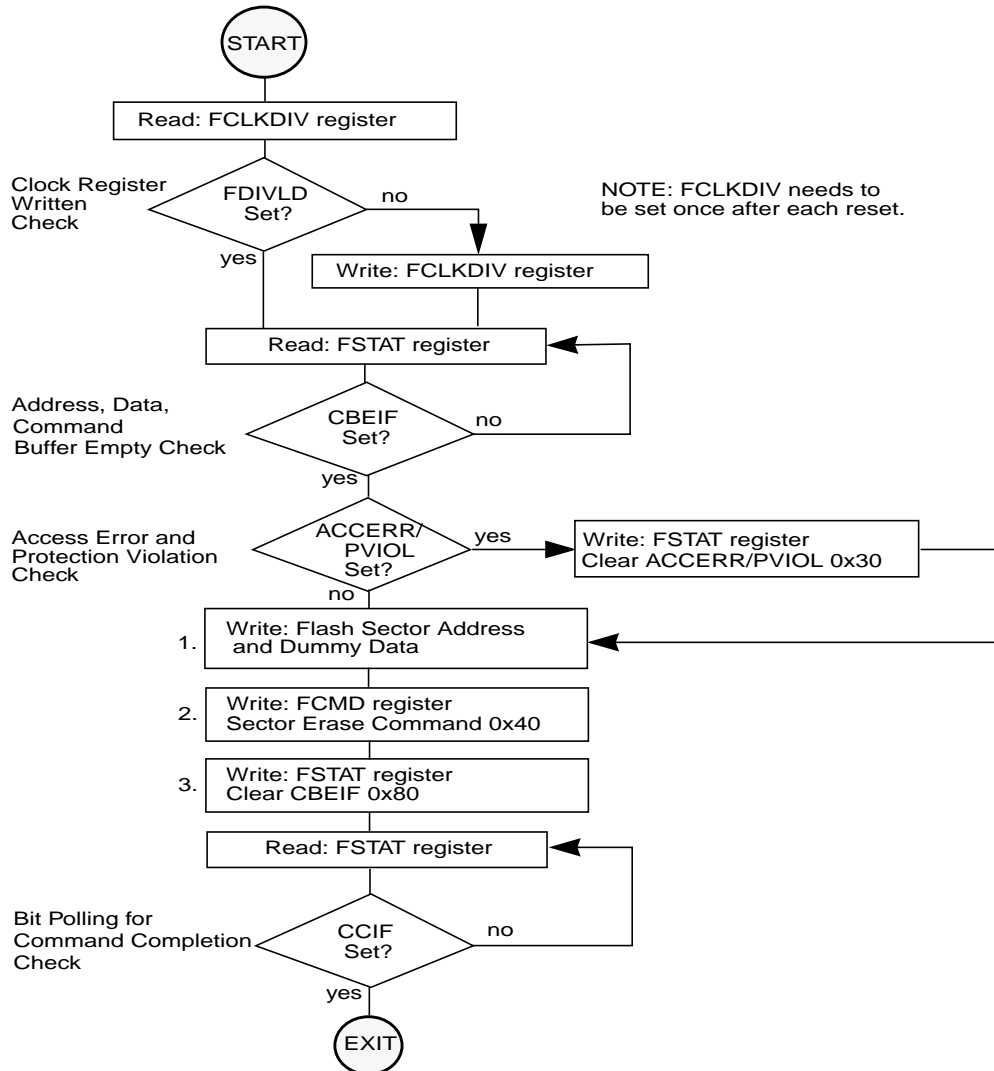 START
Read: FCLKDIV register
Clock Register
Written
Check
FDIVLD
Set?
no
yes
NOTE: FCLKDIV needs to
be set once after each reset.
Write: FCLKDIV register
Read: FSTAT register
Address, Data,
Command
Buffer Empty Check
CBEIF
Set?
no
yes
Access Error and
Protection Violation
Check
ACCERR/
PVIOL
Set?
yes
no
Write: FSTAT register
Clear ACCERR/PVIOL 0x30
1.
Write: Flash Sector Address
and Dummy Data
2.
Write: FCMD register
Sector Erase Command 0x40
3.
Write: FSTAT register
Clear CBEIF 0x80
Read: FSTAT register
Bit Polling for
Command Completion
Check
CCIF
Set?
no
yes
EXIT